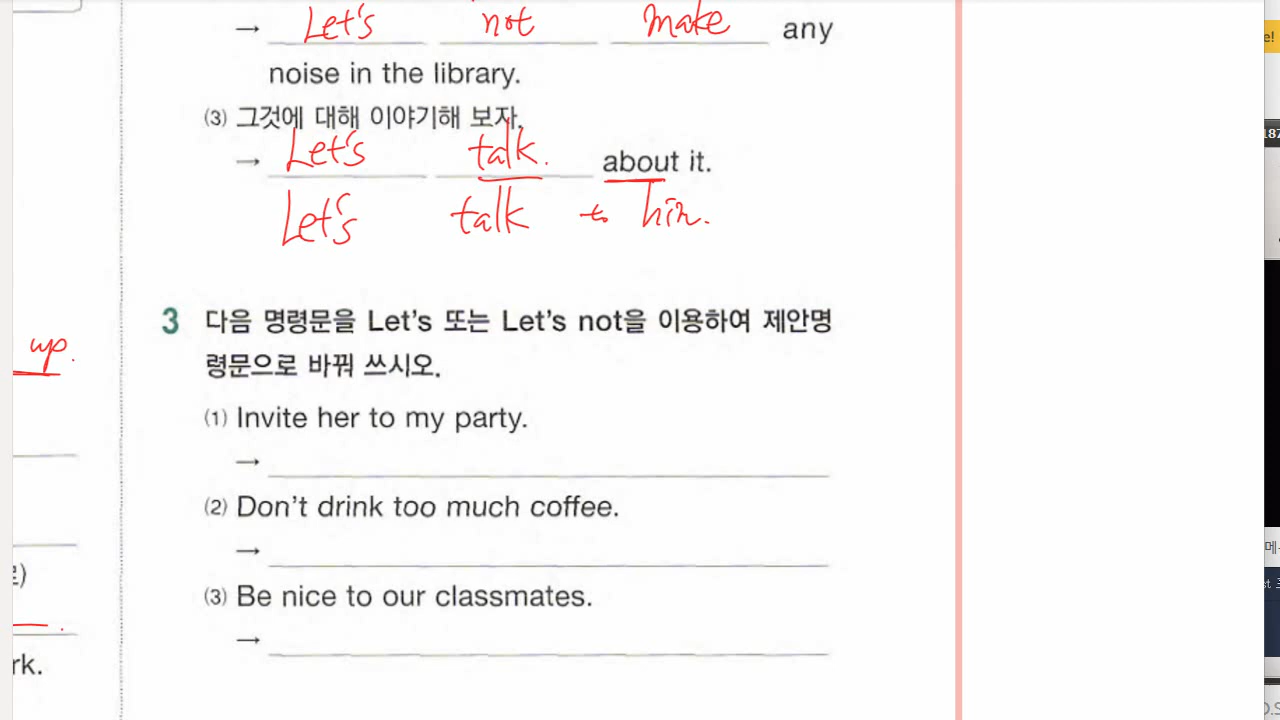 → Let's not make any
noise in the library.
(3) 그것에 대해 이야기해 보자.
→ Let's talk. about it.
Let's talk to him.
up.
3 다음 명령문을 Let's 또는 Let's not을 이용하여 제안명
령문으로 바꿔 쓰시오.
(1) Invite her to my party.
→
(2) Don't drink too much coffee.
→
(3) Be nice to our classmates.
→
rk.